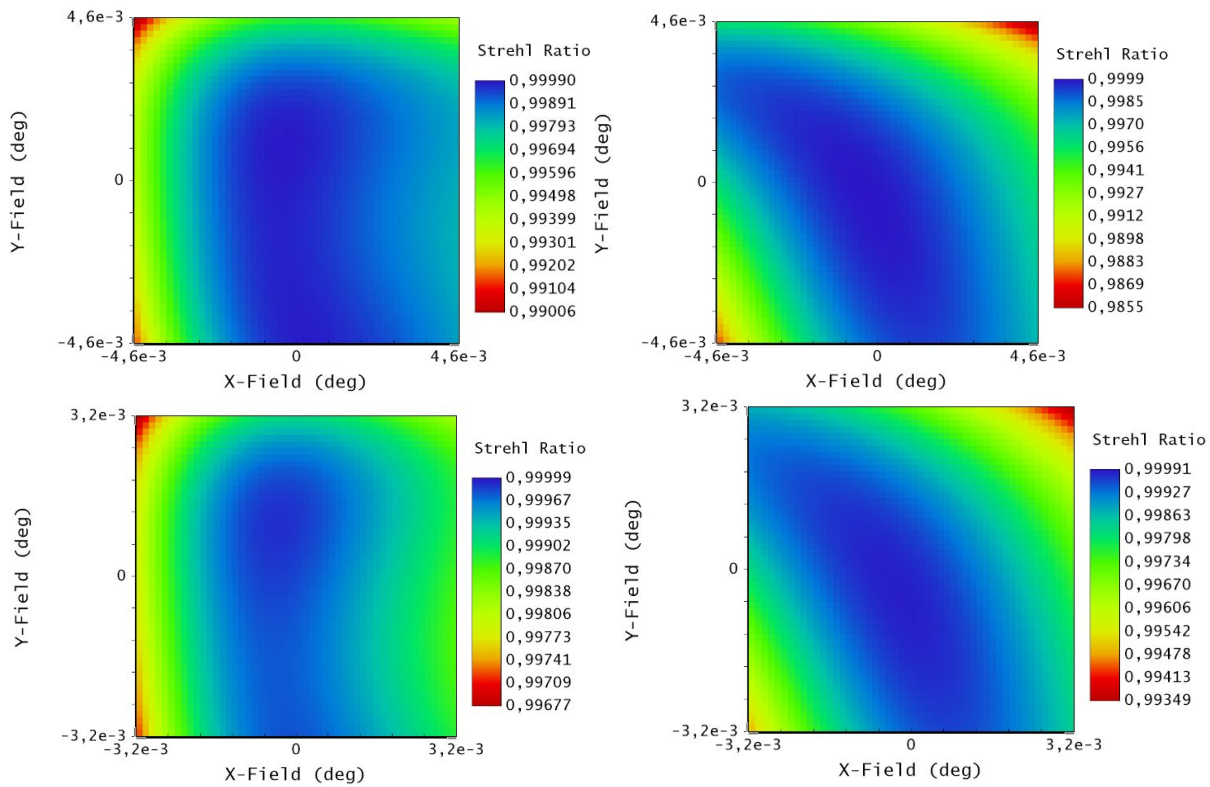 4,6e-3
0
-4,6e-3
-4,6e-3
0
4,6e-3
X-Field (deg)
Y-Field (deg)
Strehl Ratio
0,99990
0,99891
0,99793
0,99694
0,99596
0,99498
0,99399
0,99301
0,99202
0,99104
0,99006
4,6e-3
0
-4,6e-3
-4,6e-3
0
4,6e-3
X-Field (deg)
Y-Field (deg)
Strehl Ratio
0,9999
0,9985
0,9970
0,9956
0,9941
0,9927
0,9912
0,9898
0,9883
0,9869
0,9855
3,2e-3
0
-3,2e-3
-3,2e-3
0
3,2e-3
X-Field (deg)
Y-Field (deg)
Strehl Ratio
0,99999
0,99967
0,99935
0,99902
0,99870
0,99838
0,99806
0,99773
0,99741
0,99709
0,99677
3,2e-3
0
-3,2e-3
-3,2e-3
0
3,2e-3
X-Field (deg)
Y-Field (deg)
Strehl Ratio
0,99991
0,99927
0,99863
0,99798
0,99734
0,99670
0,99606
0,99542
0,99478
0,99413
0,99349